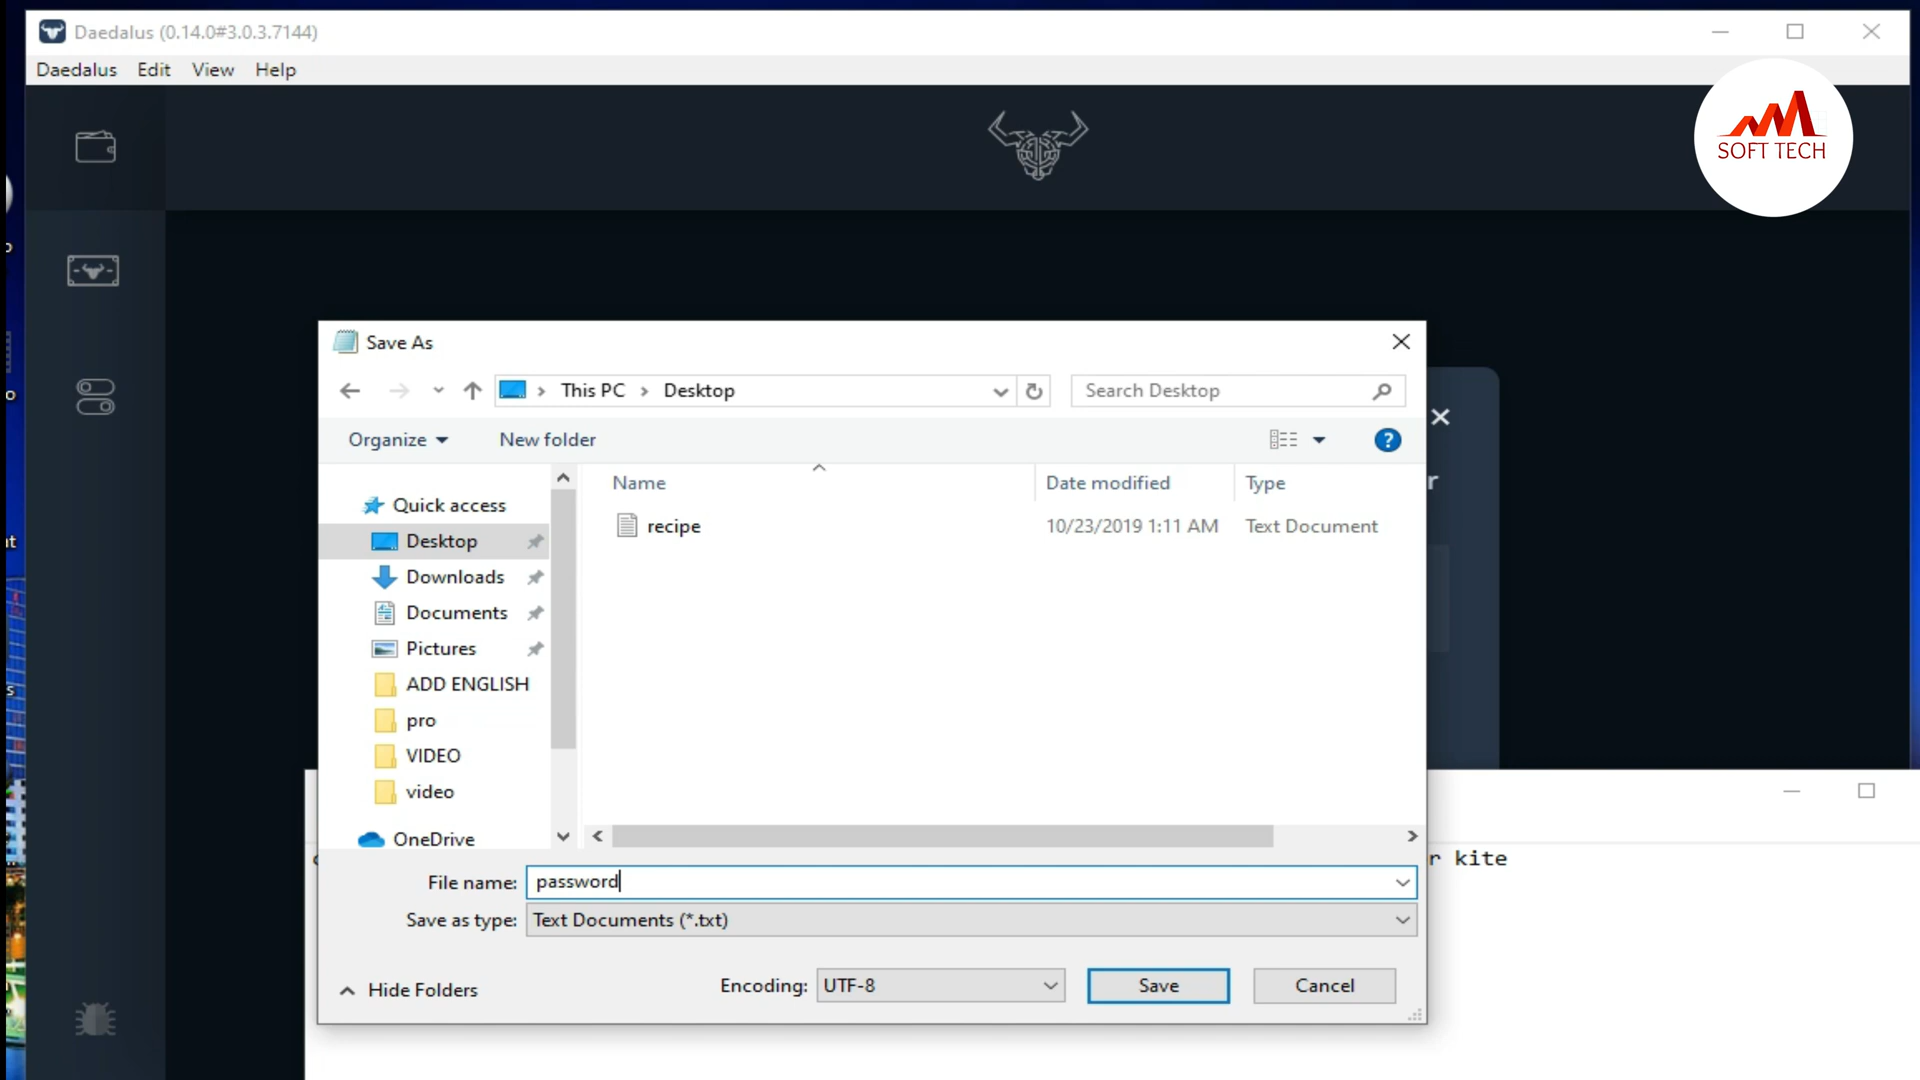 Daedalus (0.14.0#3.0.3.7144)
Daedalus Edit View Help
SOFT TECH
Save As
This PC Desktop
Search Desktop
Organize New folder
Name Date modified Type
Quick access
recipe 10/23/2019 1:11 AM Text Document
Desktop
Downloads
Documents
Pictures
ADD ENGLISH
pro
VIDEO
video
OneDrive
r kite
File name: password
Save as type: Text Documents (*.txt)
Hide Folders
Encoding: UTF-8
Save Cancel